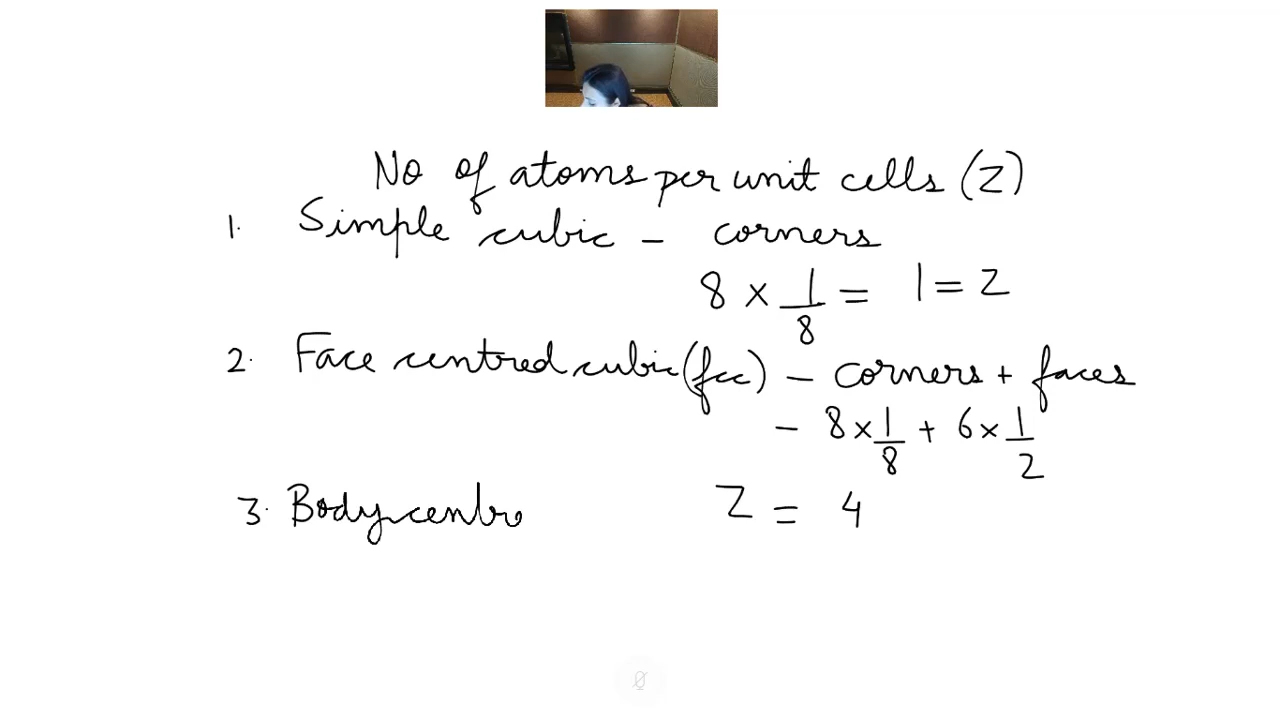 No of atoms per unit cells (Z)
1. Simple cubic - corners
8 × 1/8 = 1 = Z
2. Face centred cubic (fcc) - corners + faces
- 8 × 1/8 + 6 × 1/2
Z = 4
3. Body centre